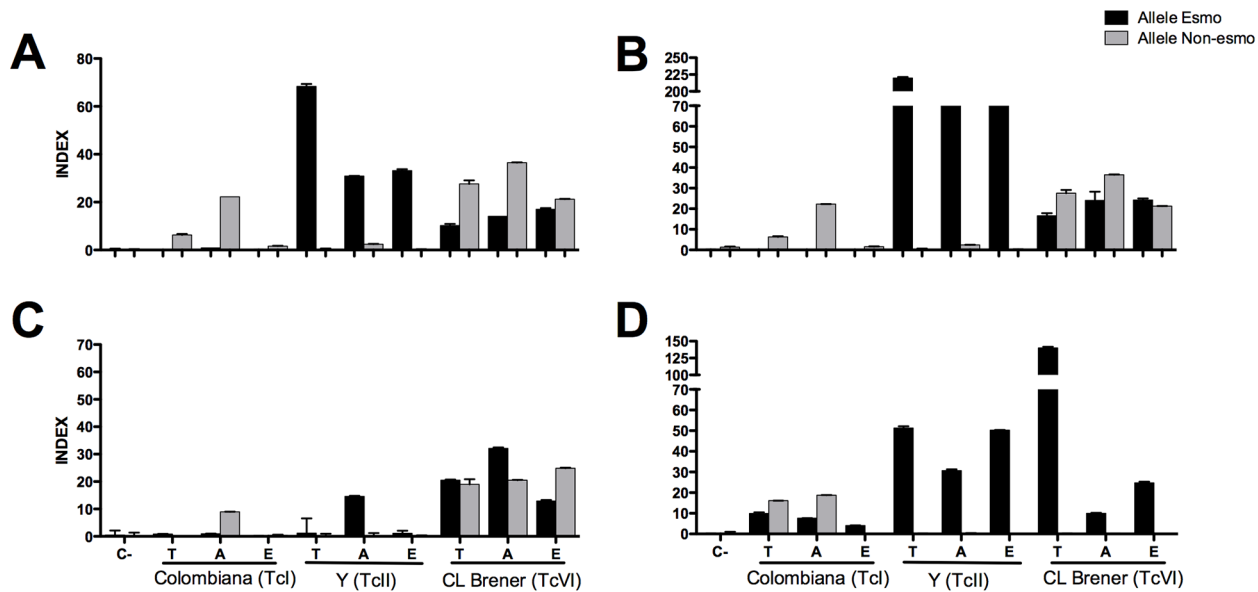 Allele Esmo
Allele Non-esmo
A
B
80
60
40
20
0
INDEX
250
225
200
70
60
50
40
30
20
10
0
C
D
70
60
50
40
30
20
10
0
INDEX
C- T A E T A E T A E
Colombiana (TcI) Y (TcII) CL Brener (TcVI)
150
125
100
70
60
50
40
30
20
10
0
C- T A E T A E T A E
Colombiana (TcI) Y (TcII) CL Brener (TcVI)